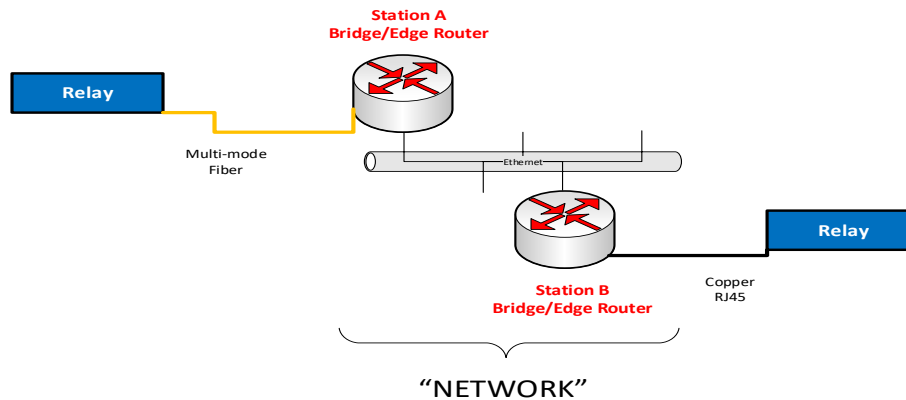 Station A
Bridge/Edge Router
Relay
Multi-mode
Fiber
Ethernet
Relay
Station B
Bridge/Edge Router
Copper
RJ45
“NETWORK”